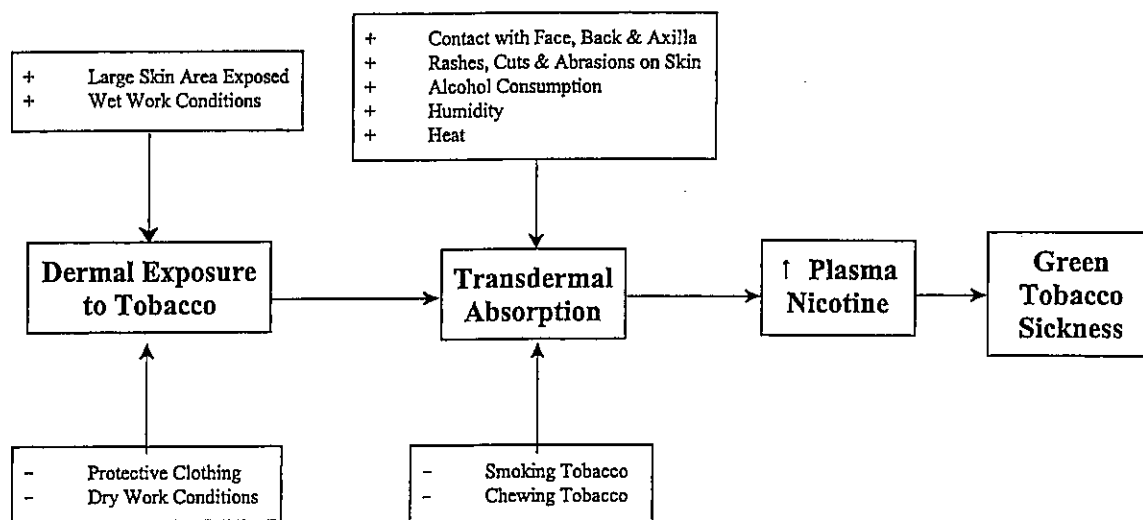 + Large Skin Area Exposed
+ Wet Work Conditions
+ Contact with Face, Back & Axilla
+ Rashes, Cuts & Abrasions on Skin
+ Alcohol Consumption
+ Humidity
+ Heat
Dermal Exposure
to Tobacco
Transdermal
Absorption
↑ Plasma
Nicotine
Green
Tobacco
Sickness
- Protective Clothing
- Dry Work Conditions
- Smoking Tobacco
- Chewing Tobacco